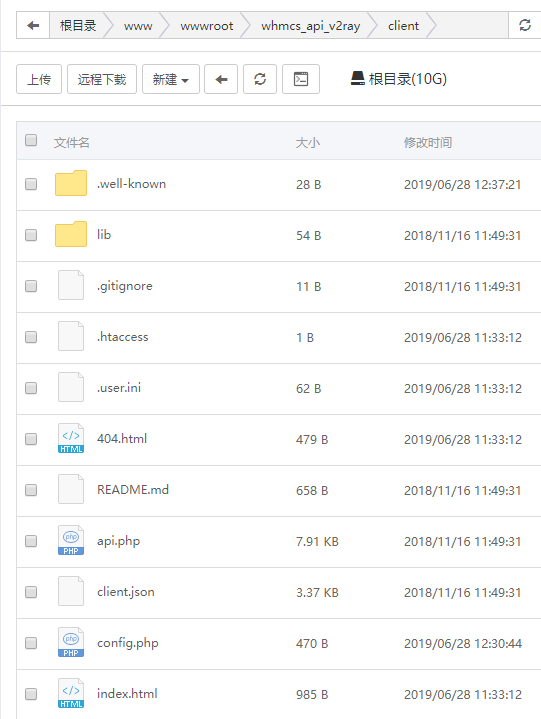 根目录 www wwwroot whmcs_api_v2ray client
上传 远程下载 新建 根目录(10G)
文件名 大小 修改时间
.well-known 28 B 2019/06/28 12:37:21
lib 54 B 2018/11/16 11:49:31
.gitignore 11 B 2018/11/16 11:49:31
.htaccess 1 B 2019/06/28 11:33:12
.user.ini 62 B 2019/06/28 11:33:12
</> HTML 404.html 479 B 2019/06/28 11:33:12
README.md 658 B 2018/11/16 11:49:31
php PHP api.php 7.91 KB 2018/11/16 11:49:31
client.json 3.37 KB 2018/11/16 11:49:31
php PHP config.php 470 B 2019/06/28 12:30:44
</> HTML index.html 985 B 2019/06/28 11:33:12